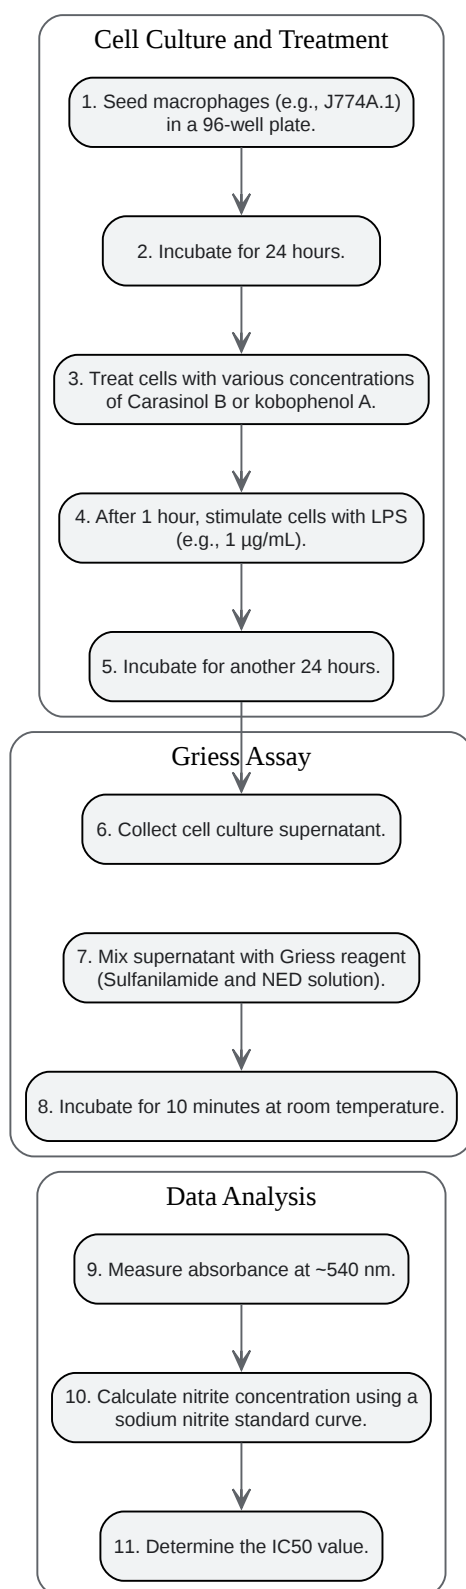 Cell Culture and Treatment
1. Seed macrophages (e.g., J774A.1)
in a 96-well plate.
2. Incubate for 24 hours.
3. Treat cells with various concentrations
of Carasinol B or kobophenol A.
4. After 1 hour, stimulate cells with LPS
(e.g., 1 µg/mL).
5. Incubate for another 24 hours.
Griess Assay
6. Collect cell culture supernatant.
7. Mix supernatant with Griess reagent
(Sulfanilamide and NED solution).
8. Incubate for 10 minutes at room temperature.
Data Analysis
9. Measure absorbance at ~540 nm.
10. Calculate nitrite concentration using a
sodium nitrite standard curve.
11. Determine the IC50 value.